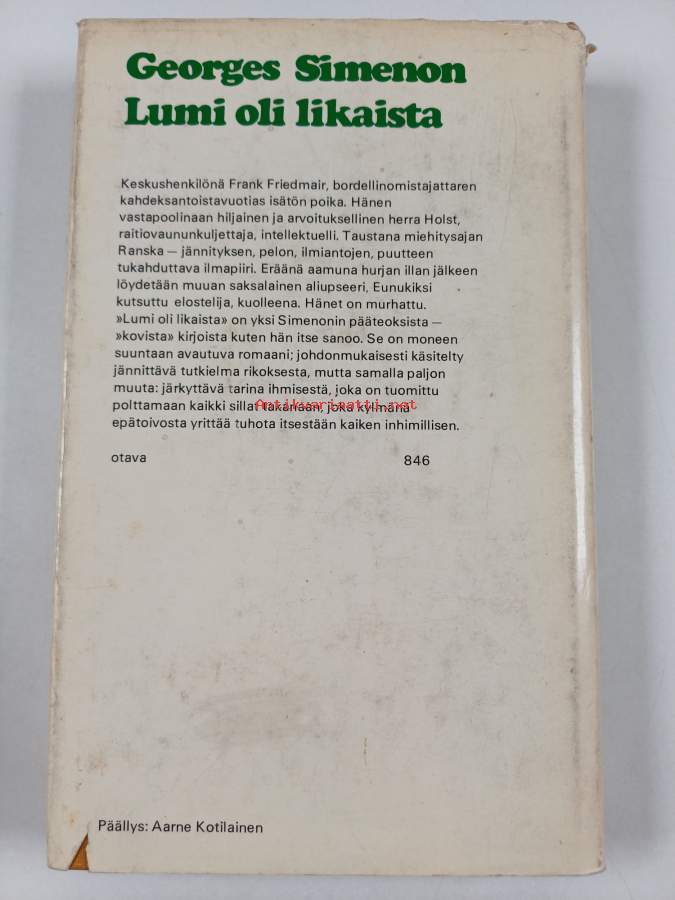 Georges Simenon
Lumi oli likaista
Keskushenkilönä Frank Friedmair, bordellinomistajattaren
kahdeksantoistavuotias isätön poika. Hänen
vastapoolinaan hiljainen ja arvoituksellinen herra Holst,
raitiovaununkuljettaja, intellektuelli. Taustana miehitysajan
Ranska — jännityksen, pelon, ilmiantojen, puutteen
tukahduttava ilmapiiri. Eräänä aamuna hurjan illan jälkeen
löydetään muuan saksalainen aliupseeri, Eunukiksi
kutsuttu elostelija, kuolleena. Hänet on murhattu.
»Lumi oli likaista» on yksi Simenonin pääteoksista —
»kovista» kirjoista kuten hän itse sanoo. Se on moneen
suuntaan avautuva romaani; johdonmukaisesti käsitelty
jännittävä tutkielma rikoksesta, mutta samalla paljon
muuta: järkyttävä tarina ihmisestä, joka on tuomittu
polttamaan kaikki sillat takanaan, joka kylmänä
Antikvariaatti.net
epätoivosta yrittää tuhota itsestään kaiken inhimillisen.
otava 846
Päällys: Aarne Kotilainen